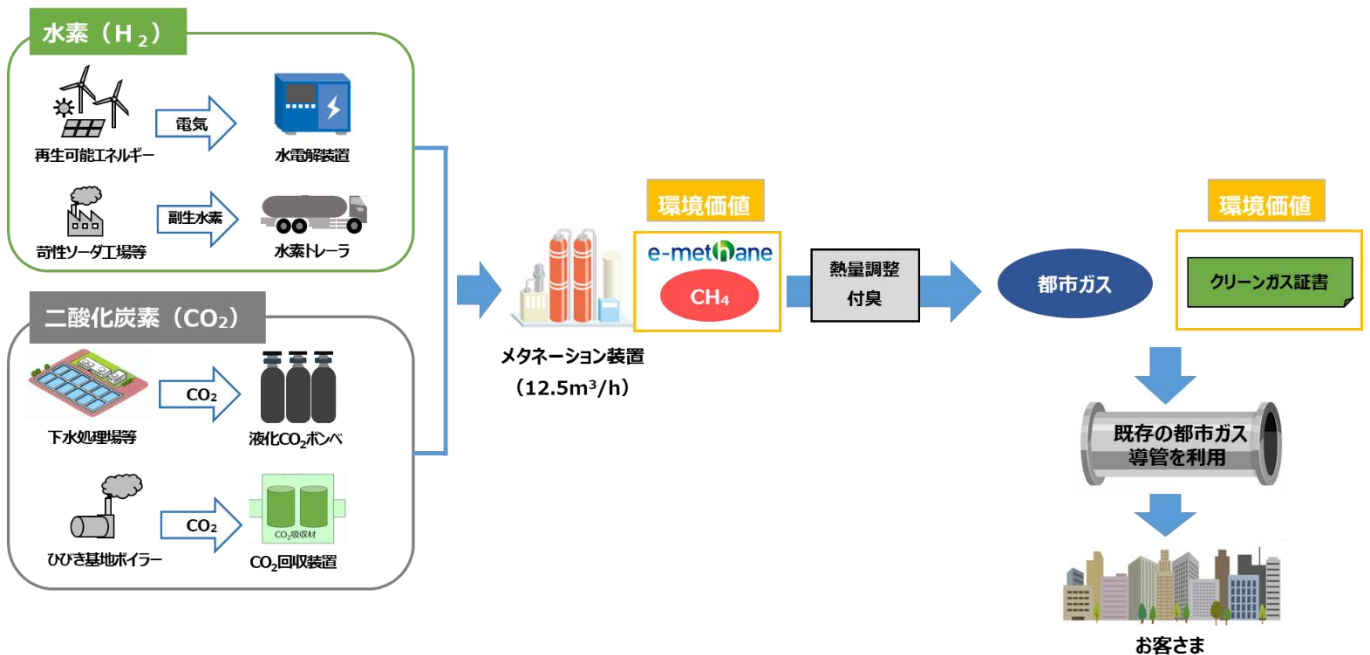 水素（H₂）
再生可能エネルギー
電気
水電解装置
苛性ソーダ工場等
副生水素
水素トレーラ
二酸化炭素（CO₂）
下水処理場等
CO₂
液化CO₂ボンベ
ひびき基地ボイラー
CO₂
CO₂吸収材
CO₂回収装置
メタネーション装置
（12.5m³/h）
環境価値
e-methane
CH₄
熱量調整
付臭
都市ガス
環境価値
クリーンガス証書
既存の都市ガス
導管を利用
お客さま